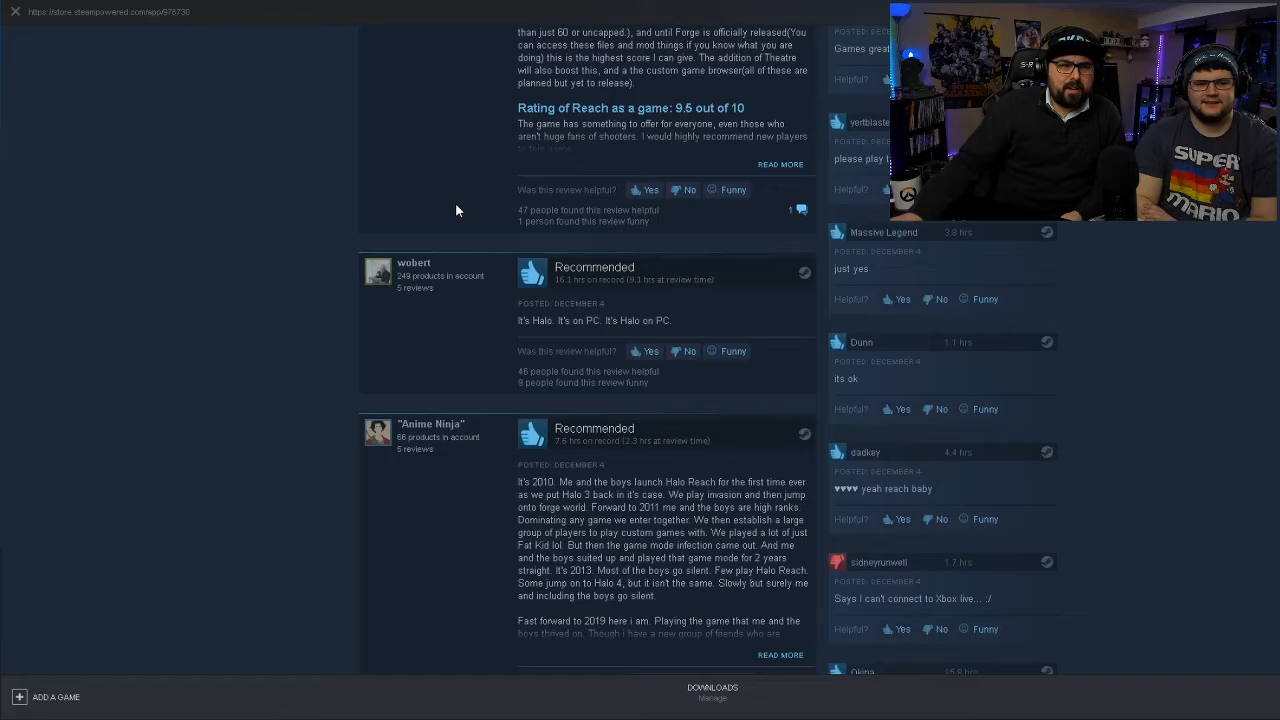 https://store.steampowered.com/app/976730
than just 60 or uncapped.), and until Forge is officially released(You
can access these files and mod things if you know what you are
doing) this is the highest score I can give. The addition of Theatre
will also boost this, and a the custom game browser(all of these are
planned but yet to release).
Rating of Reach as a game: 9.5 out of 10
The game has something to offer for everyone, even those who
aren't huge fans of shooters. I would highly recommend new players
to this game.
READ MORE
Was this review helpful? Yes No Funny
47 people found this review helpful
1 person found this review funny
1
wobert
249 products in account
5 reviews
Recommended
16.1 hrs on record (9.1 hrs at review time)
POSTED: DECEMBER 4
It's Halo. It's on PC. It's Halo on PC.
Was this review helpful? Yes No Funny
46 people found this review helpful
9 people found this review funny
"Anime Ninja"
66 products in account
5 reviews
Recommended
7.6 hrs on record (2.3 hrs at review time)
POSTED: DECEMBER 4
It's 2010. Me and the boys launch Halo Reach for the first time ever
as we put Halo 3 back in it's case. We play invasion and then jump
onto forge world. Forward to 2011 me and the boys are high ranks.
Dominating any game we enter together. We then establish a large
group of players to play custom games with. We played a lot of just
Fat Kid lol. But then the game mode infection came out. And me
and the boys suited up and played that game mode for 2 years
straight. It's 2013. Most of the boys go silent. Few play Halo Reach.
Some jump on to Halo 4, but it isn't the same. Slowly but surely me
and including the boys go silent.
Fast forward to 2019 here i am. Playing the game that me and the
boys thrived on. Though i have a new group of friends who are
READ MORE
POSTED: DECEM
Games great
Helpful?
yertblaste
POSTED: DECEM
please play t
Helpful?
Massive Legend 3.8 hrs
POSTED: DECEMBER 4
just yes
Helpful? Yes No Funny
Dunn 1.1 hrs
POSTED: DECEMBER 4
its ok
Helpful? Yes No Funny
dadkey 4.4 hrs
POSTED: DECEMBER 4
♥♥♥♥ yeah reach baby
Helpful? Yes No Funny
sidneyrunwell 1.7 hrs
POSTED: DECEMBER 4
Says I can't connect to Xbox live... :/
Helpful? Yes No Funny
Okina 15.8 hrs
SUPER
MARIO
ADD A GAME
DOWNLOADS
Manage